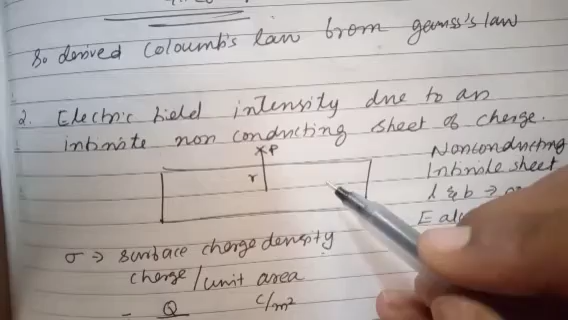 So derived Coloumb's law from gauss's law
2. Electric field intensity due to an
infinite non conducting sheet of charge.
x P
r
Nonconducting
Infinite sheet
l & b →
E
σ → surface charge density
charge/unit area
- Q C/m²